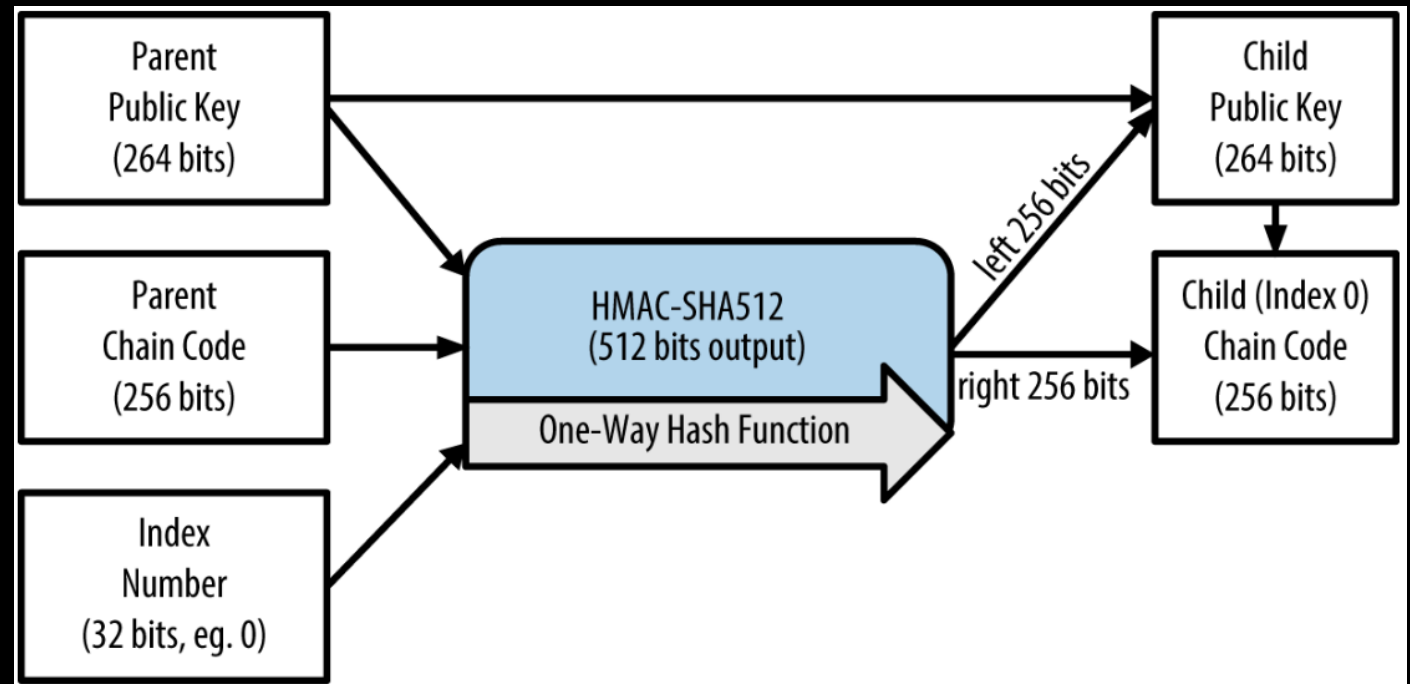 Parent
Public Key
(264 bits)
Child
Public Key
(264 bits)
left 256 bits
Parent
Chain Code
(256 bits)
HMAC-SHA512
(512 bits output)
One-Way Hash Function
right 256 bits
Child (Index 0)
Chain Code
(256 bits)
Index
Number
(32 bits, eg. 0)